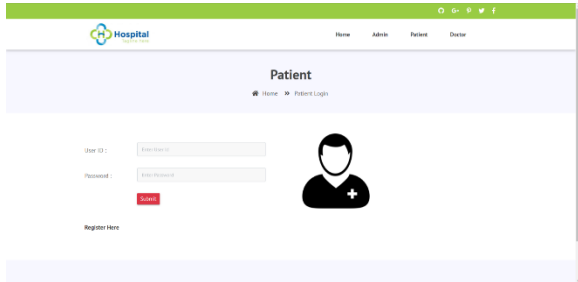 Hospital
Home Admin Patient Doctor
Patient
Home Patient Login
User ID :
Password :
Submit
Register Here